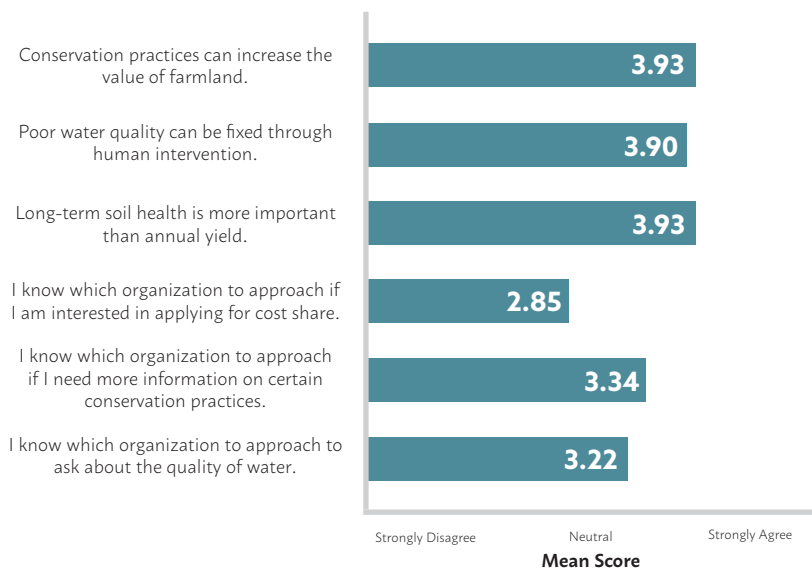 Conservation practices can increase the
value of farmland.
3.93
Poor water quality can be fixed through
human intervention.
3.90
Long-term soil health is more important
than annual yield.
3.93
I know which organization to approach if
I am interested in applying for cost share.
2.85
I know which organization to approach
if I need more information on certain
conservation practices.
3.34
I know which organization to approach to
ask about the quality of water.
3.22
Strongly Disagree
Neutral
Strongly Agree
Mean Score